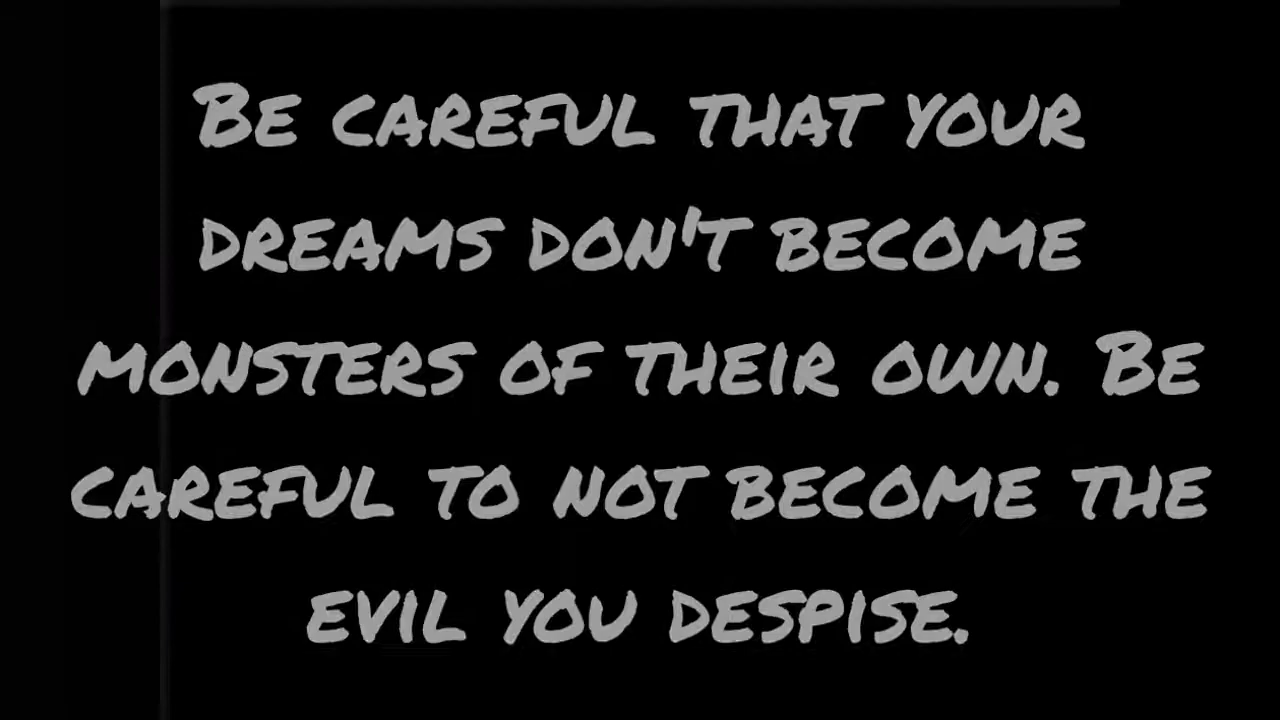 Be careful that your
dreams don't become
monsters of their own. Be
careful to not become the
evil you despise.